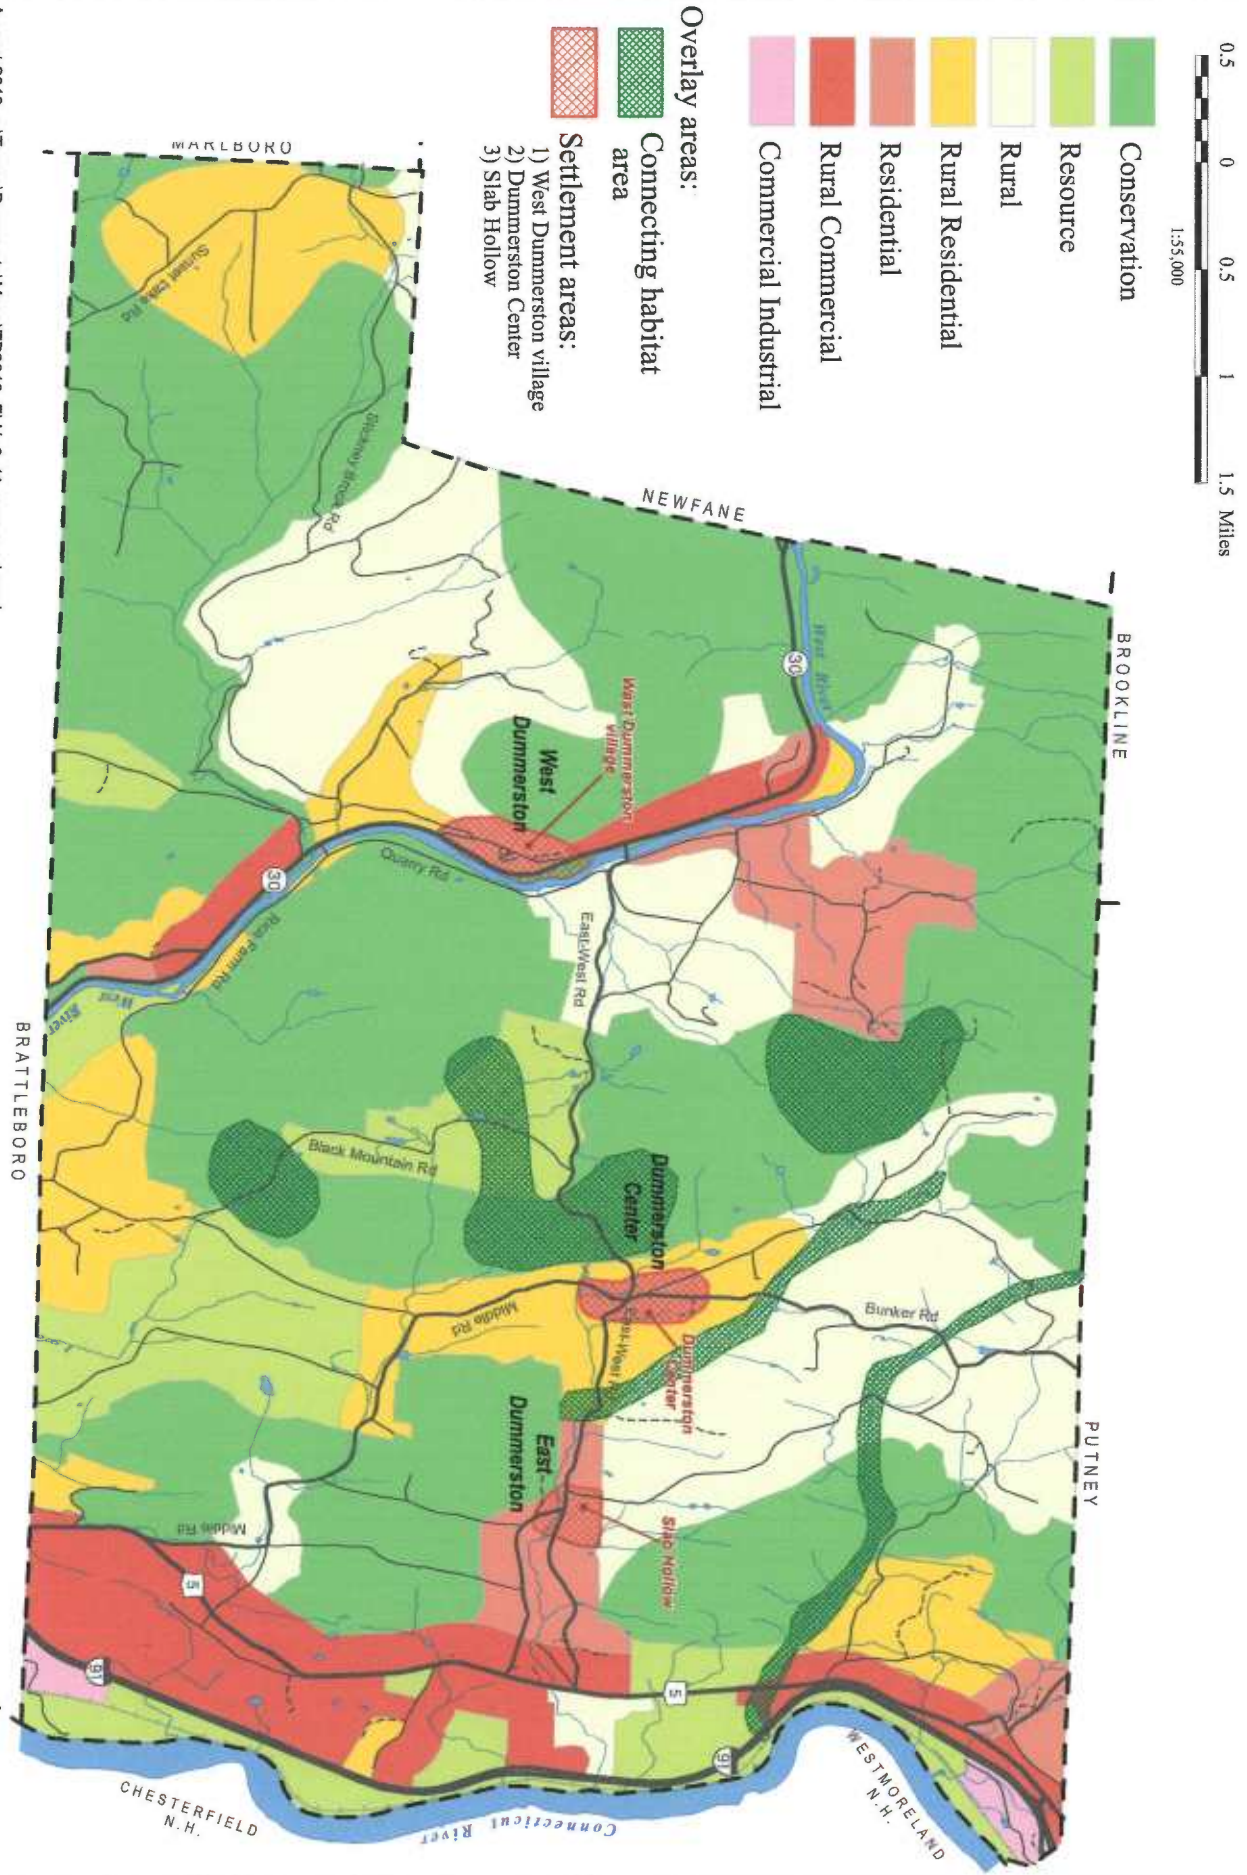 0.5 0 0.5 1 1.5 Miles
1:55,000
Conservation
Resource
Rural
Rural Residential
Residential
Rural Commercial
Commercial Industrial
Overlay areas:
Connecting habitat
area
Settlement areas:
1) West Dummerston village
2) Dummerston Center
3) Slab Hollow
MARLBORO
NEWFANE
BROOKLINE
PUTNEY
BRATTLEBORO
WESTMORELAND
N.H.
CHESTERFIELD
N.H.
Connecticut River
Sunset Lake Rd
Stickney Brook Rd
West River
30
West Dummerston
village
West
Dummerston
Quarry Rd
East-West Rd
30
Rice Farm Rd
West River
Black Mountain Rd
Dummerston
Center
East-West Rd
Dummerston
Center
Middle Rd
Bunker Rd
East
Dummerston
Slab Hollow
Middle Rd
5
5
91
91